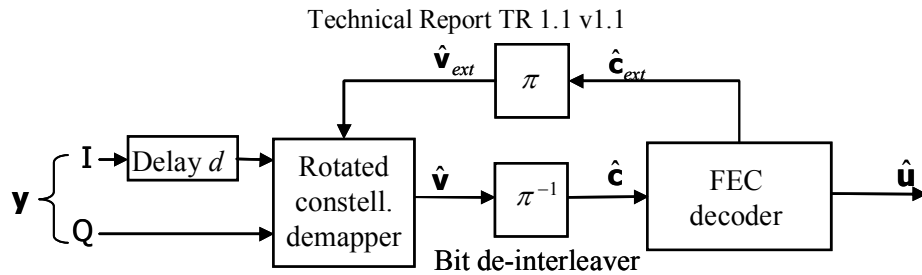 Technical Report TR 1.1 v1.1
v̂ext
π
ĉext
I
Delay d
Rotated
constell.
demapper
v̂
π⁻¹
ĉ
FEC
decoder
û
y
Q
Bit de-interleaver